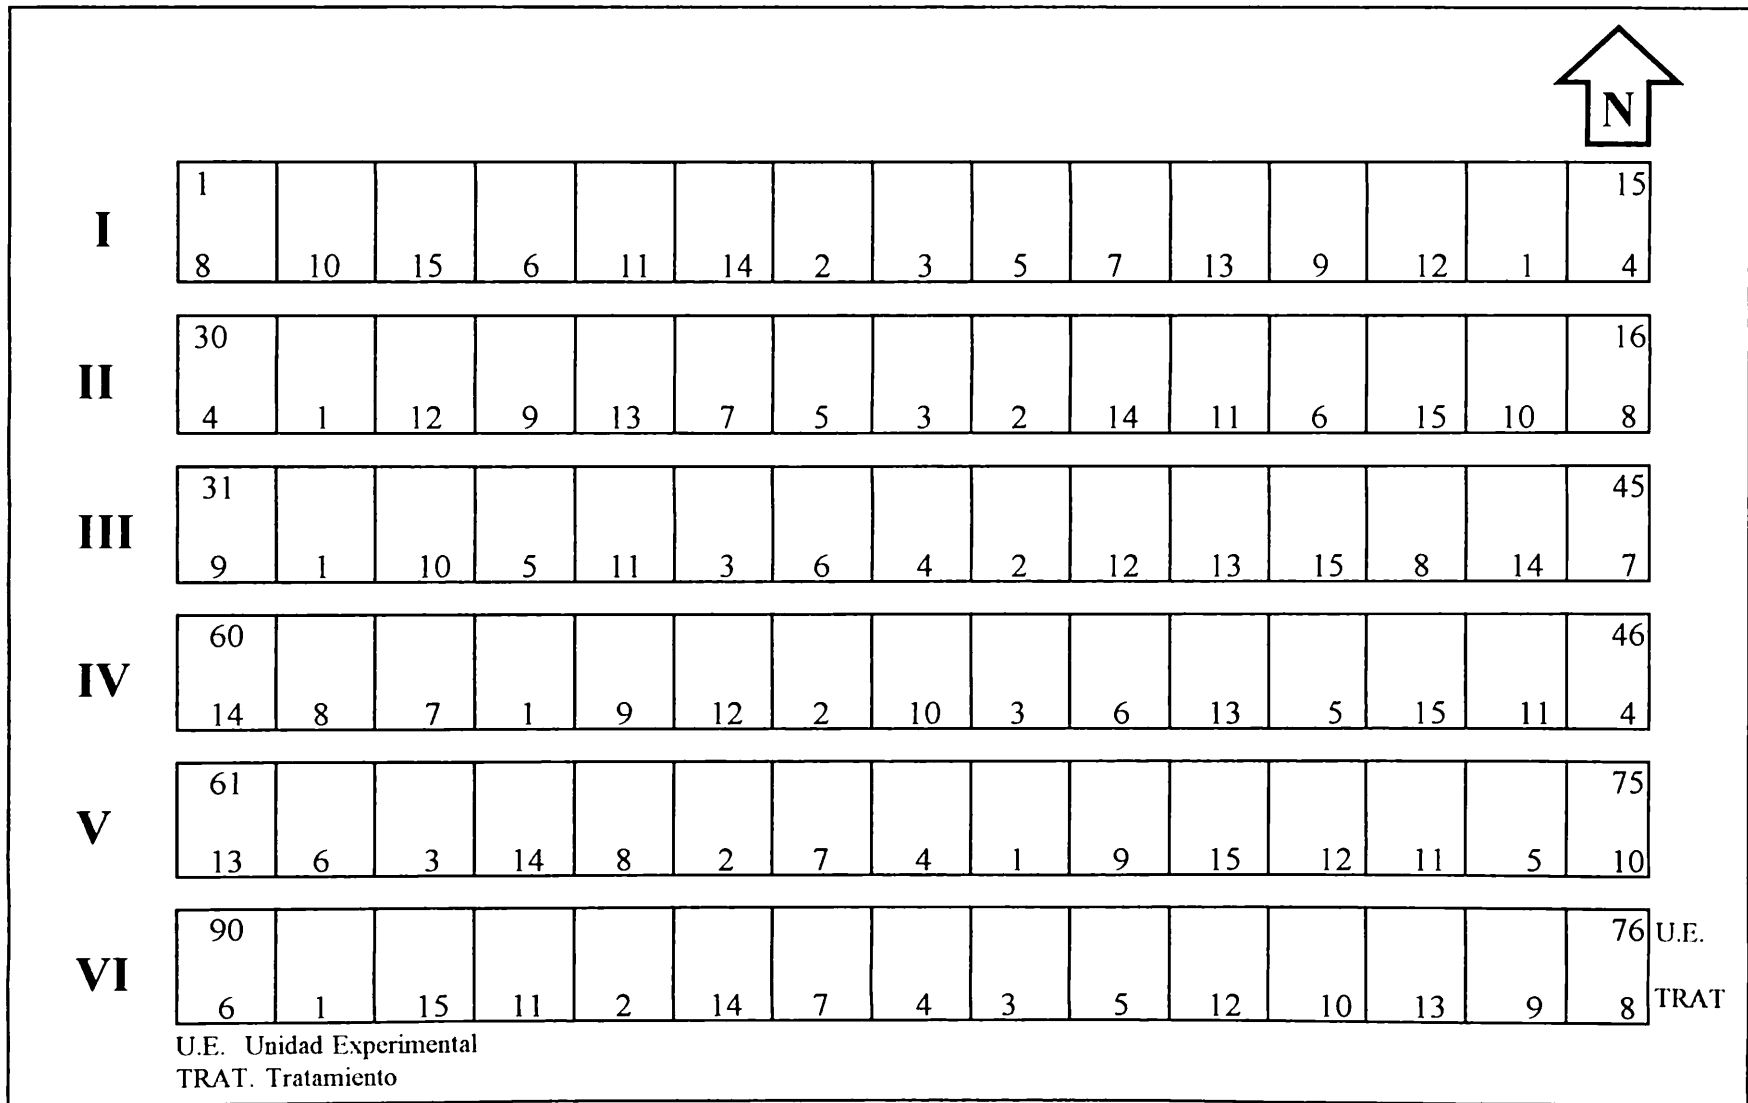 N
1 15
I
8 10 15 6 11 14 2 3 5 7 13 9 12 1 4
30 16
II
4 1 12 9 13 7 5 3 2 14 11 6 15 10 8
31 45
III
9 1 10 5 11 3 6 4 2 12 13 15 8 14 7
60 46
IV
14 8 7 1 9 12 2 10 3 6 13 5 15 11 4
61 75
V
13 6 3 14 8 2 7 4 1 9 15 12 11 5 10
90 76 U.E.
VI
6 1 15 11 2 14 7 4 3 5 12 10 13 9 8 TRAT
U.E. Unidad Experimental
TRAT. Tratamiento